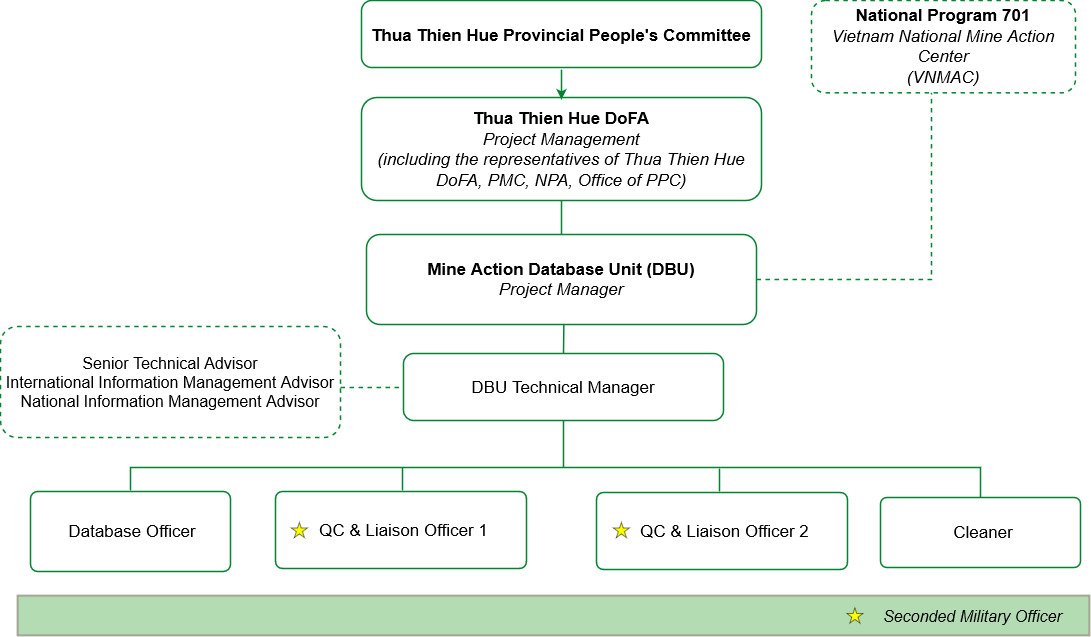 Thua Thien Hue Provincial People's Committee
National Program 701
Vietnam National Mine Action
Center
(VNMAC)
Thua Thien Hue DoFA
Project Management
(including the representatives of Thua Thien Hue
DoFA, PMC, NPA, Office of PPC)
Mine Action Database Unit (DBU)
Project Manager
Senior Technical Advisor
International Information Management Advisor
National Information Management Advisor
DBU Technical Manager
Database Officer
QC & Liaison Officer 1
QC & Liaison Officer 2
Cleaner
Seconded Military Officer